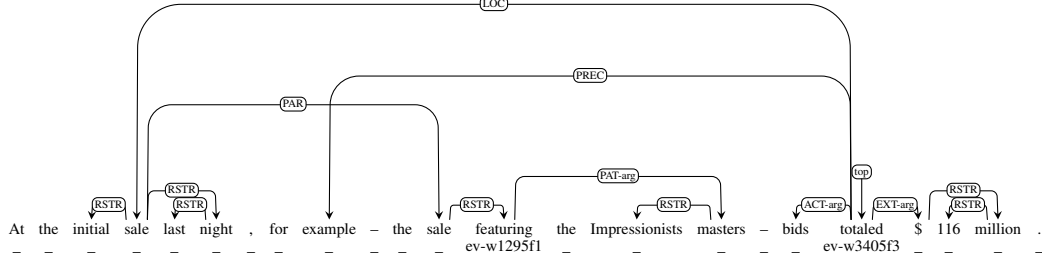 LOC
PREC
PAR
RSTR RSTR RSTR RSTR PAT-arg RSTR ACT-arg top EXT-arg RSTR RSTR
At the initial sale last night , for example – the sale featuring the Impressionists masters – bids totaled $ 116 million .
ev-w1295f1 ev-w3405f3
_ _ _ _ _ _ _ _ _ _ _ _ _ _ _ _ _ _ _ _